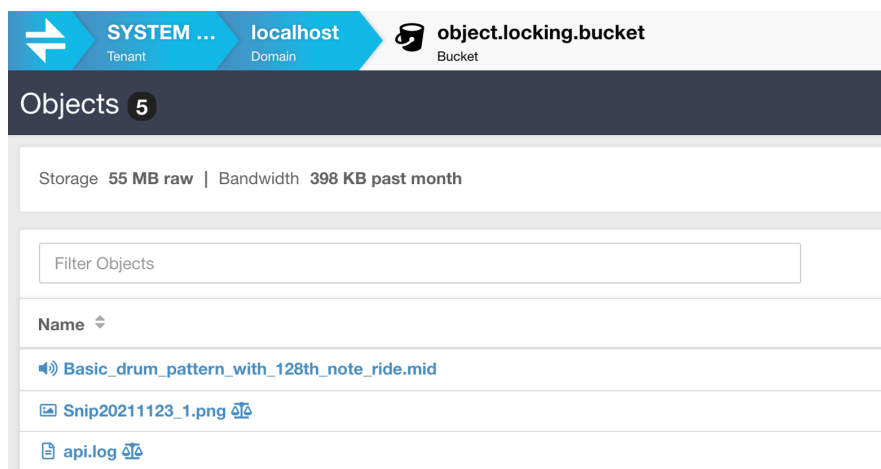 SYSTEM ... localhost object.locking.bucket
Tenant Domain Bucket
Objects 5
Storage 55 MB raw | Bandwidth 398 KB past month
Filter Objects
Name
Basic_drum_pattern_with_128th_note_ride.mid
Snip20211123_1.png
api.log